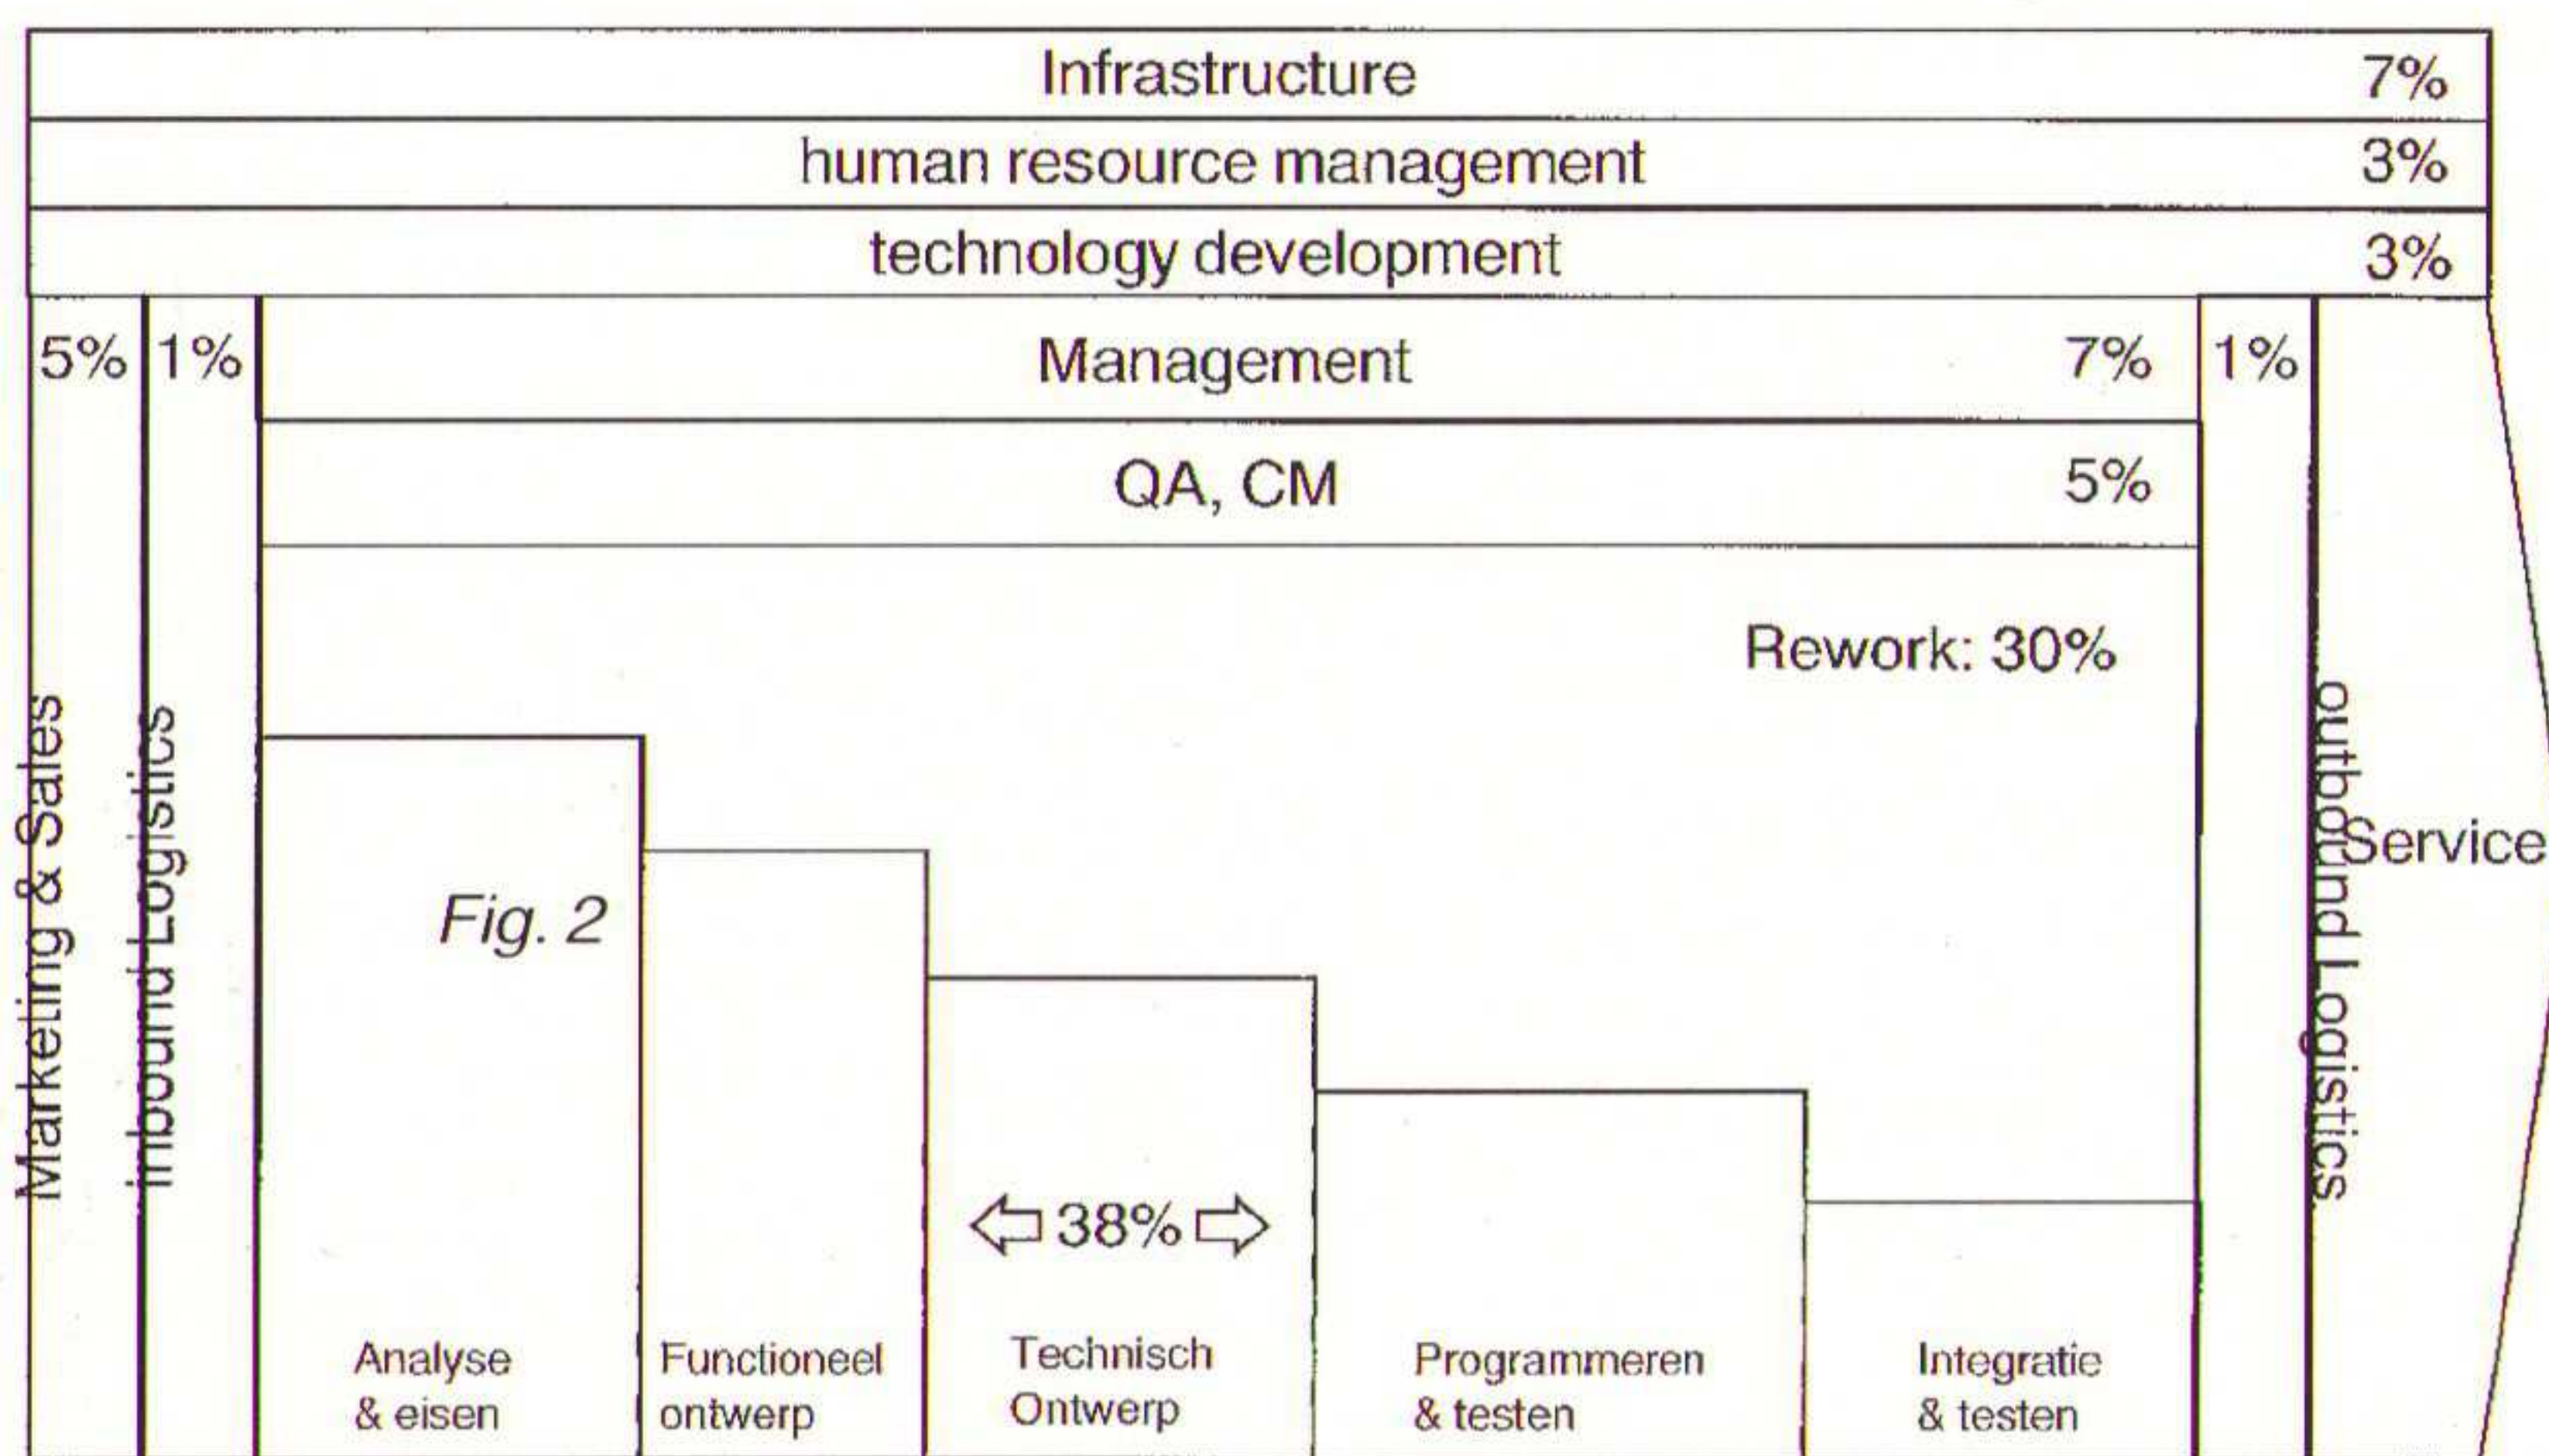 Infrastructure 7%
human resource management 3%
technology development 3%
5% 1% Management 7% 1%
QA, CM 5%
Rework: 30%
Marketing & Sales
inbound Logistics
outbound Logistics
Service
Fig. 2
38%
Analyse
& eisen
Functioneel
ontwerp
Technisch
Ontwerp
Programmeren
& testen
Integratie
& testen